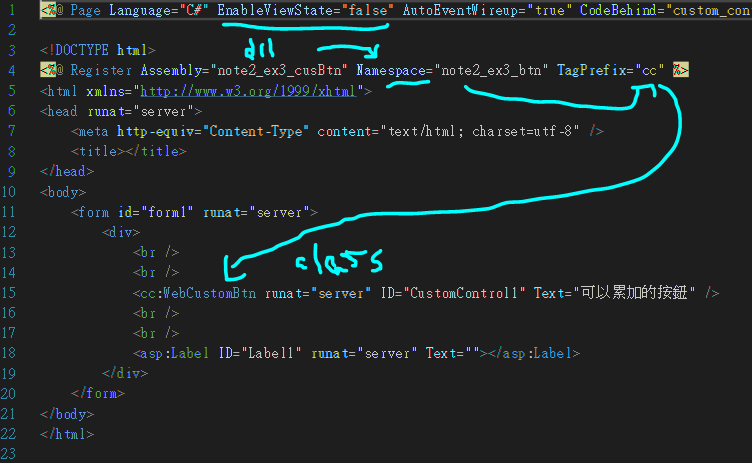 1 <%@ Page Language="C#" EnableViewState="false" AutoEventWireup="true" CodeBehind="custom_con
2
dll
3 <!DOCTYPE html>
4 <%@ Register Assembly="note2_ex3_cusBtn" Namespace="note2_ex3_btn" TagPrefix="cc" %>
5 <html xmlns="http://www.w3.org/1999/xhtml">
6 <head runat="server">
7 <meta http-equiv="Content-Type" content="text/html; charset=utf-8" />
8 <title></title>
9 </head>
10 <body>
11 <form id="form1" runat="server">
12 <div>
13 <br />
class
14 <br />
15 <cc:WebCustomBtn runat="server" ID="CustomControl1" Text="可以累加的按鈕" />
16 <br />
17 <br />
18 <asp:Label ID="Label1" runat="server" Text=""></asp:Label>
19 </div>
20 </form>
21 </body>
22 </html>
23